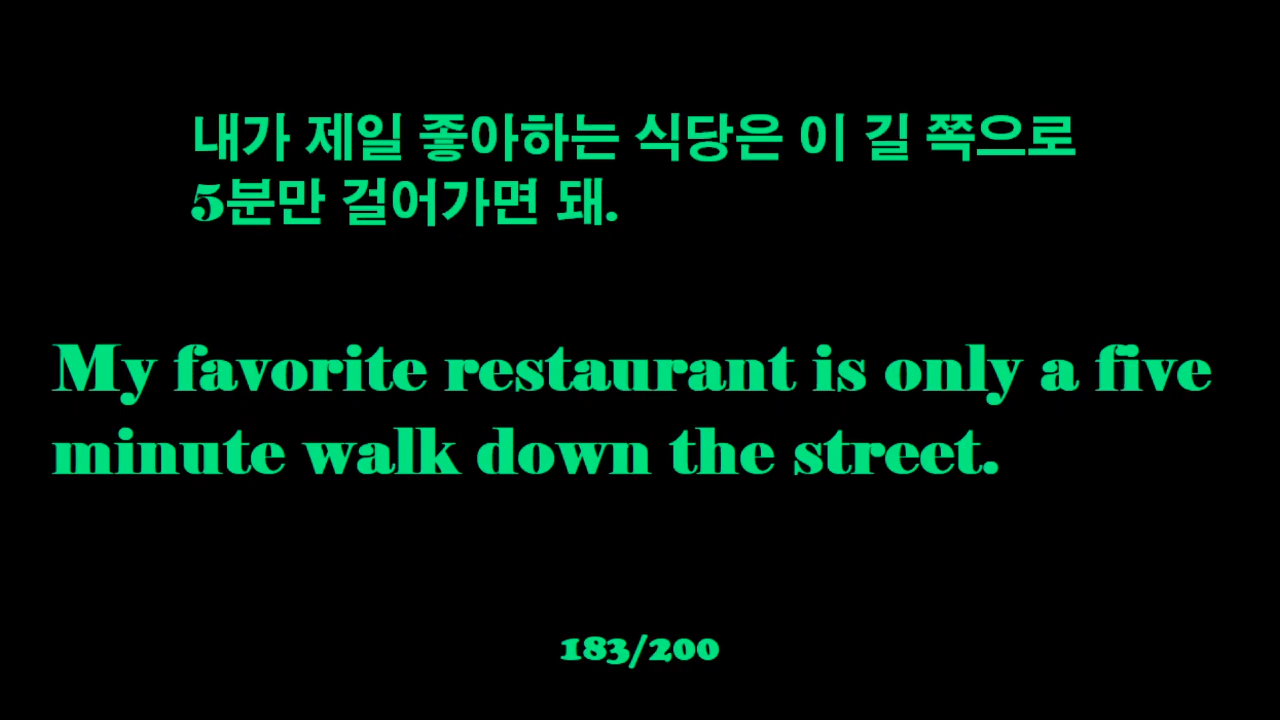 내가 제일 좋아하는 식당은 이 길 쪽으로
5분만 걸어가면 돼.
My favorite restaurant is only a five
minute walk down the street.
183/200